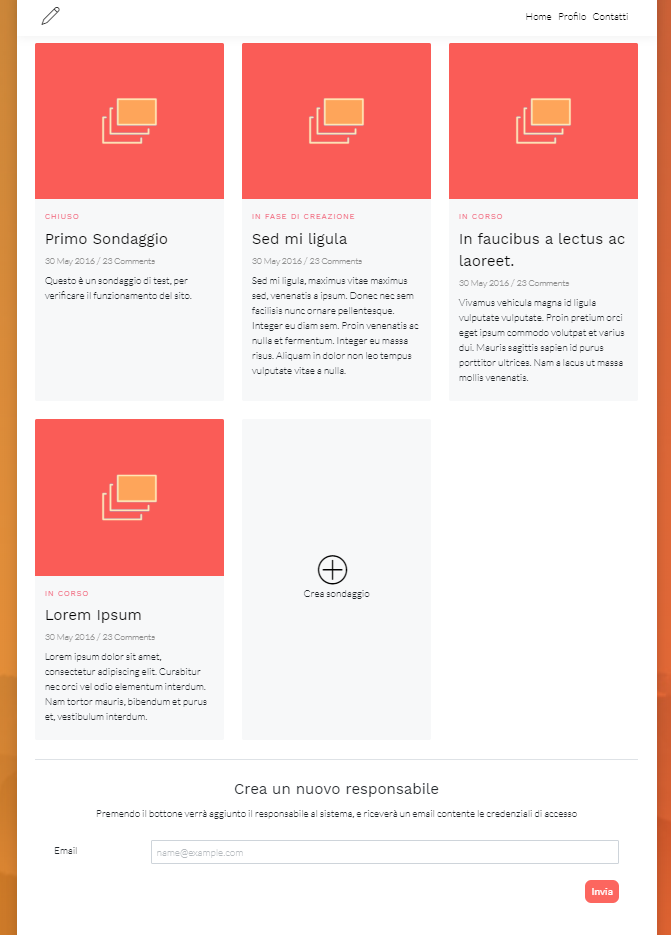 Home Profilo Contatti
CHIUSO
Primo Sondaggio
30 May 2016 / 23 Comments
Questo è un sondaggio di test, per
verificare il funzionamento del sito.
IN FASE DI CREAZIONE
Sed mi ligula
30 May 2016 / 23 Comments
Sed mi ligula, maximus vitae maximus
sed, venenatis a ipsum. Donec nec sem
facilisis nunc ornare pellentesque.
Integer eu diam sem. Proin venenatis ac
nulla et fermentum. Integer eu massa
risus. Aliquam in dolor non leo tempus
vulputate vitae a nulla.
IN CORSO
In faucibus a lectus ac
laoreet.
30 May 2016 / 23 Comments
Vivamus vehicula magna id ligula
vulputate vulputate. Proin pretium orci
eget ipsum commodo volutpat et varius
dui. Mauris sagittis sapien id purus
porttitor ultrices. Nam a lacus ut massa
mollis venenatis.
IN CORSO
Lorem Ipsum
30 May 2016 / 23 Comments
Lorem ipsum dolor sit amet,
consectetur adipiscing elit. Curabitur
nec orci vel odio elementum interdum.
Nam tortor mauris, bibendum et purus
et, vestibulum interdum.
Crea sondaggio
Crea un nuovo responsabile
Premendo il bottone verrà aggiunto il responsabile al sistema, e riceverà un email contente le credenziali di accesso
Email
name@example.com
Invia